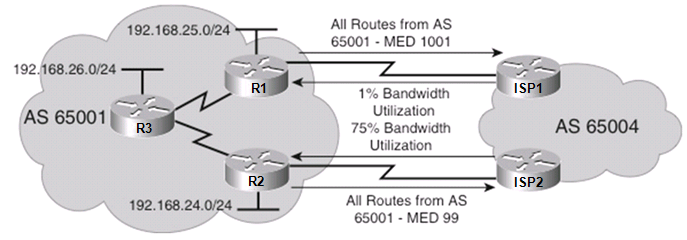 192.168.25.0/24
All Routes from AS
65001 - MED 1001
192.168.26.0/24
R1
ISP1
1% Bandwidth
Utilization
75% Bandwidth
Utilization
AS 65001
R3
AS 65004
R2
ISP2
192.168.24.0/24
All Routes from AS
65001 - MED 99